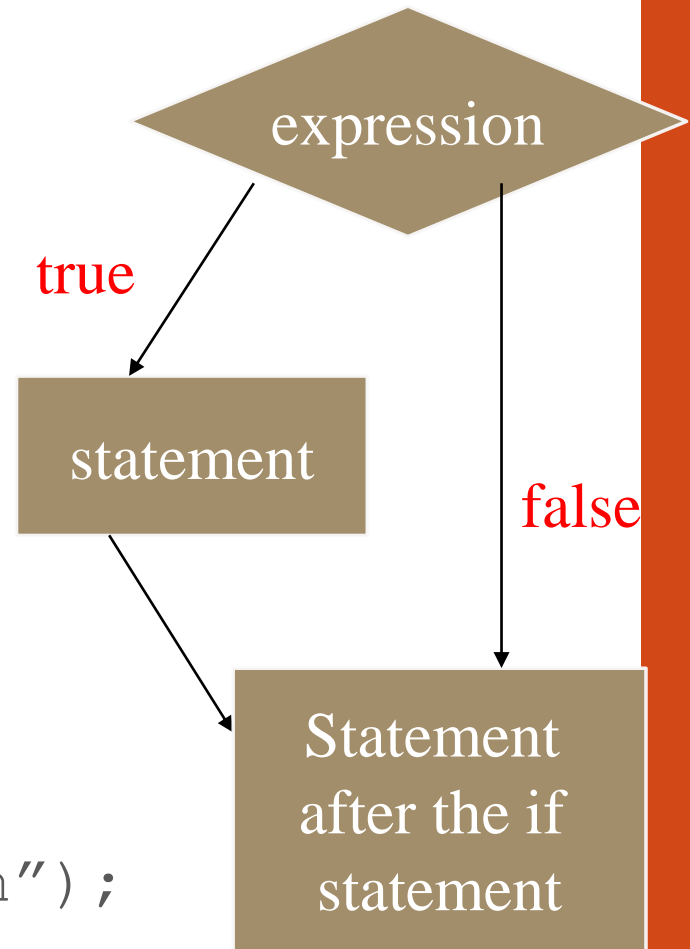 expression
true
statement
false
Statement
after the if
statement
");